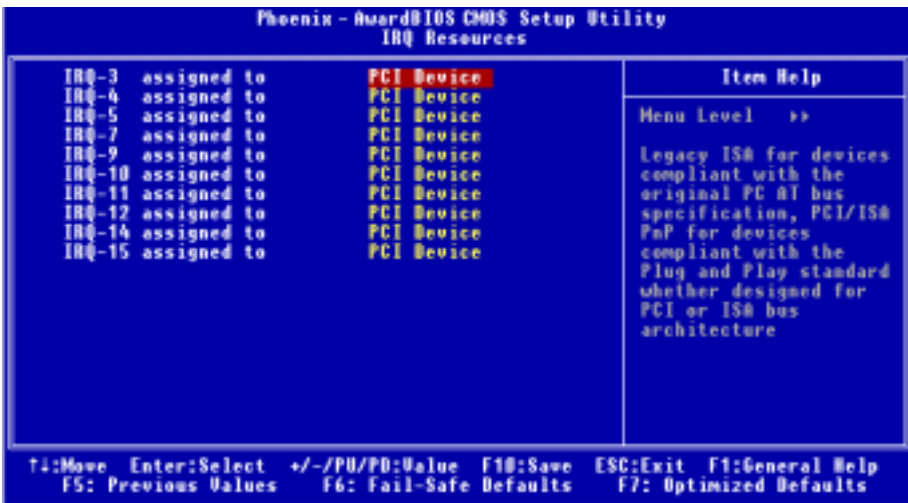 Phoenix - AwardBIOS CMOS Setup Utility
IRQ Resources
IRQ-3 assigned to PCI Device
IRQ-4 assigned to PCI Device
IRQ-5 assigned to PCI Device
IRQ-7 assigned to PCI Device
IRQ-9 assigned to PCI Device
IRQ-10 assigned to PCI Device
IRQ-11 assigned to PCI Device
IRQ-12 assigned to PCI Device
IRQ-14 assigned to PCI Device
IRQ-15 assigned to PCI Device
Item Help
Menu Level ▸▸
Legacy ISA for devices
compliant with the
original PC AT bus
specification, PCI/ISA
PnP for devices
compliant with the
Plug and Play standard
whether designed for
PCI or ISA bus
architecture
↑↓:Move Enter:Select +/-/PU/PD:Value F10:Save ESC:Exit F1:General Help
F5: Previous Values F6: Fail-Safe Defaults F7: Optimized Defaults